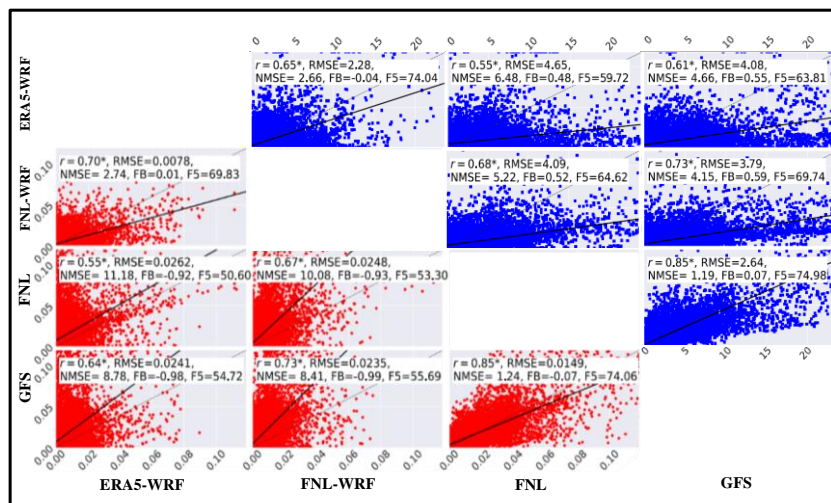 0 5 10 15 20
0 5 10 15 20
0 5 10 15 20
ERA5-WRF
r = 0.65*, RMSE=2.28,
NMSE= 2.66, FB=-0.04, F5=74.04
r = 0.55*, RMSE=4.65,
NMSE= 6.48, FB=0.48, F5=59.72
r = 0.61*, RMSE=4.08,
NMSE= 4.66, FB=0.55, F5=63.81
FNL-WRF
0.10
0.05
0.00
r = 0.70*, RMSE=0.0078,
NMSE= 2.74, FB=0.01, F5=69.83
r = 0.68*, RMSE=4.09,
NMSE= 5.22, FB=0.52, F5=64.62
r = 0.73*, RMSE=3.79,
NMSE= 4.15, FB=0.59, F5=69.74
FNL
0.10
0.05
r = 0.55*, RMSE=0.0262,
NMSE= 11.18, FB=-0.92, F5=50.60
r = 0.67*, RMSE=0.0248,
NMSE= 10.08, FB=-0.93, F5=53,30
r = 0.85*, RMSE=2.64,
NMSE= 1.19, FB=0.07, F5=74.98
0 5 10 15 20
GFS
0.10
0.05
0.00
r = 0.64*, RMSE=0.0241,
NMSE= 8.78, FB=-0.98, F5=54.72
r = 0.73*, RMSE=0.0235,
NMSE= 8.41, FB=-0.99, F5=55.69
r = 0.85*, RMSE=0.0149,
NMSE= 1.24, FB=-0.07, F5=74.06
0.00 0.02 0.04 0.06 0.08 0.10
0.00 0.02 0.04 0.06 0.08 0.10
0.00 0.02 0.04 0.06 0.08 0.10
ERA5-WRF
FNL-WRF
FNL
GFS